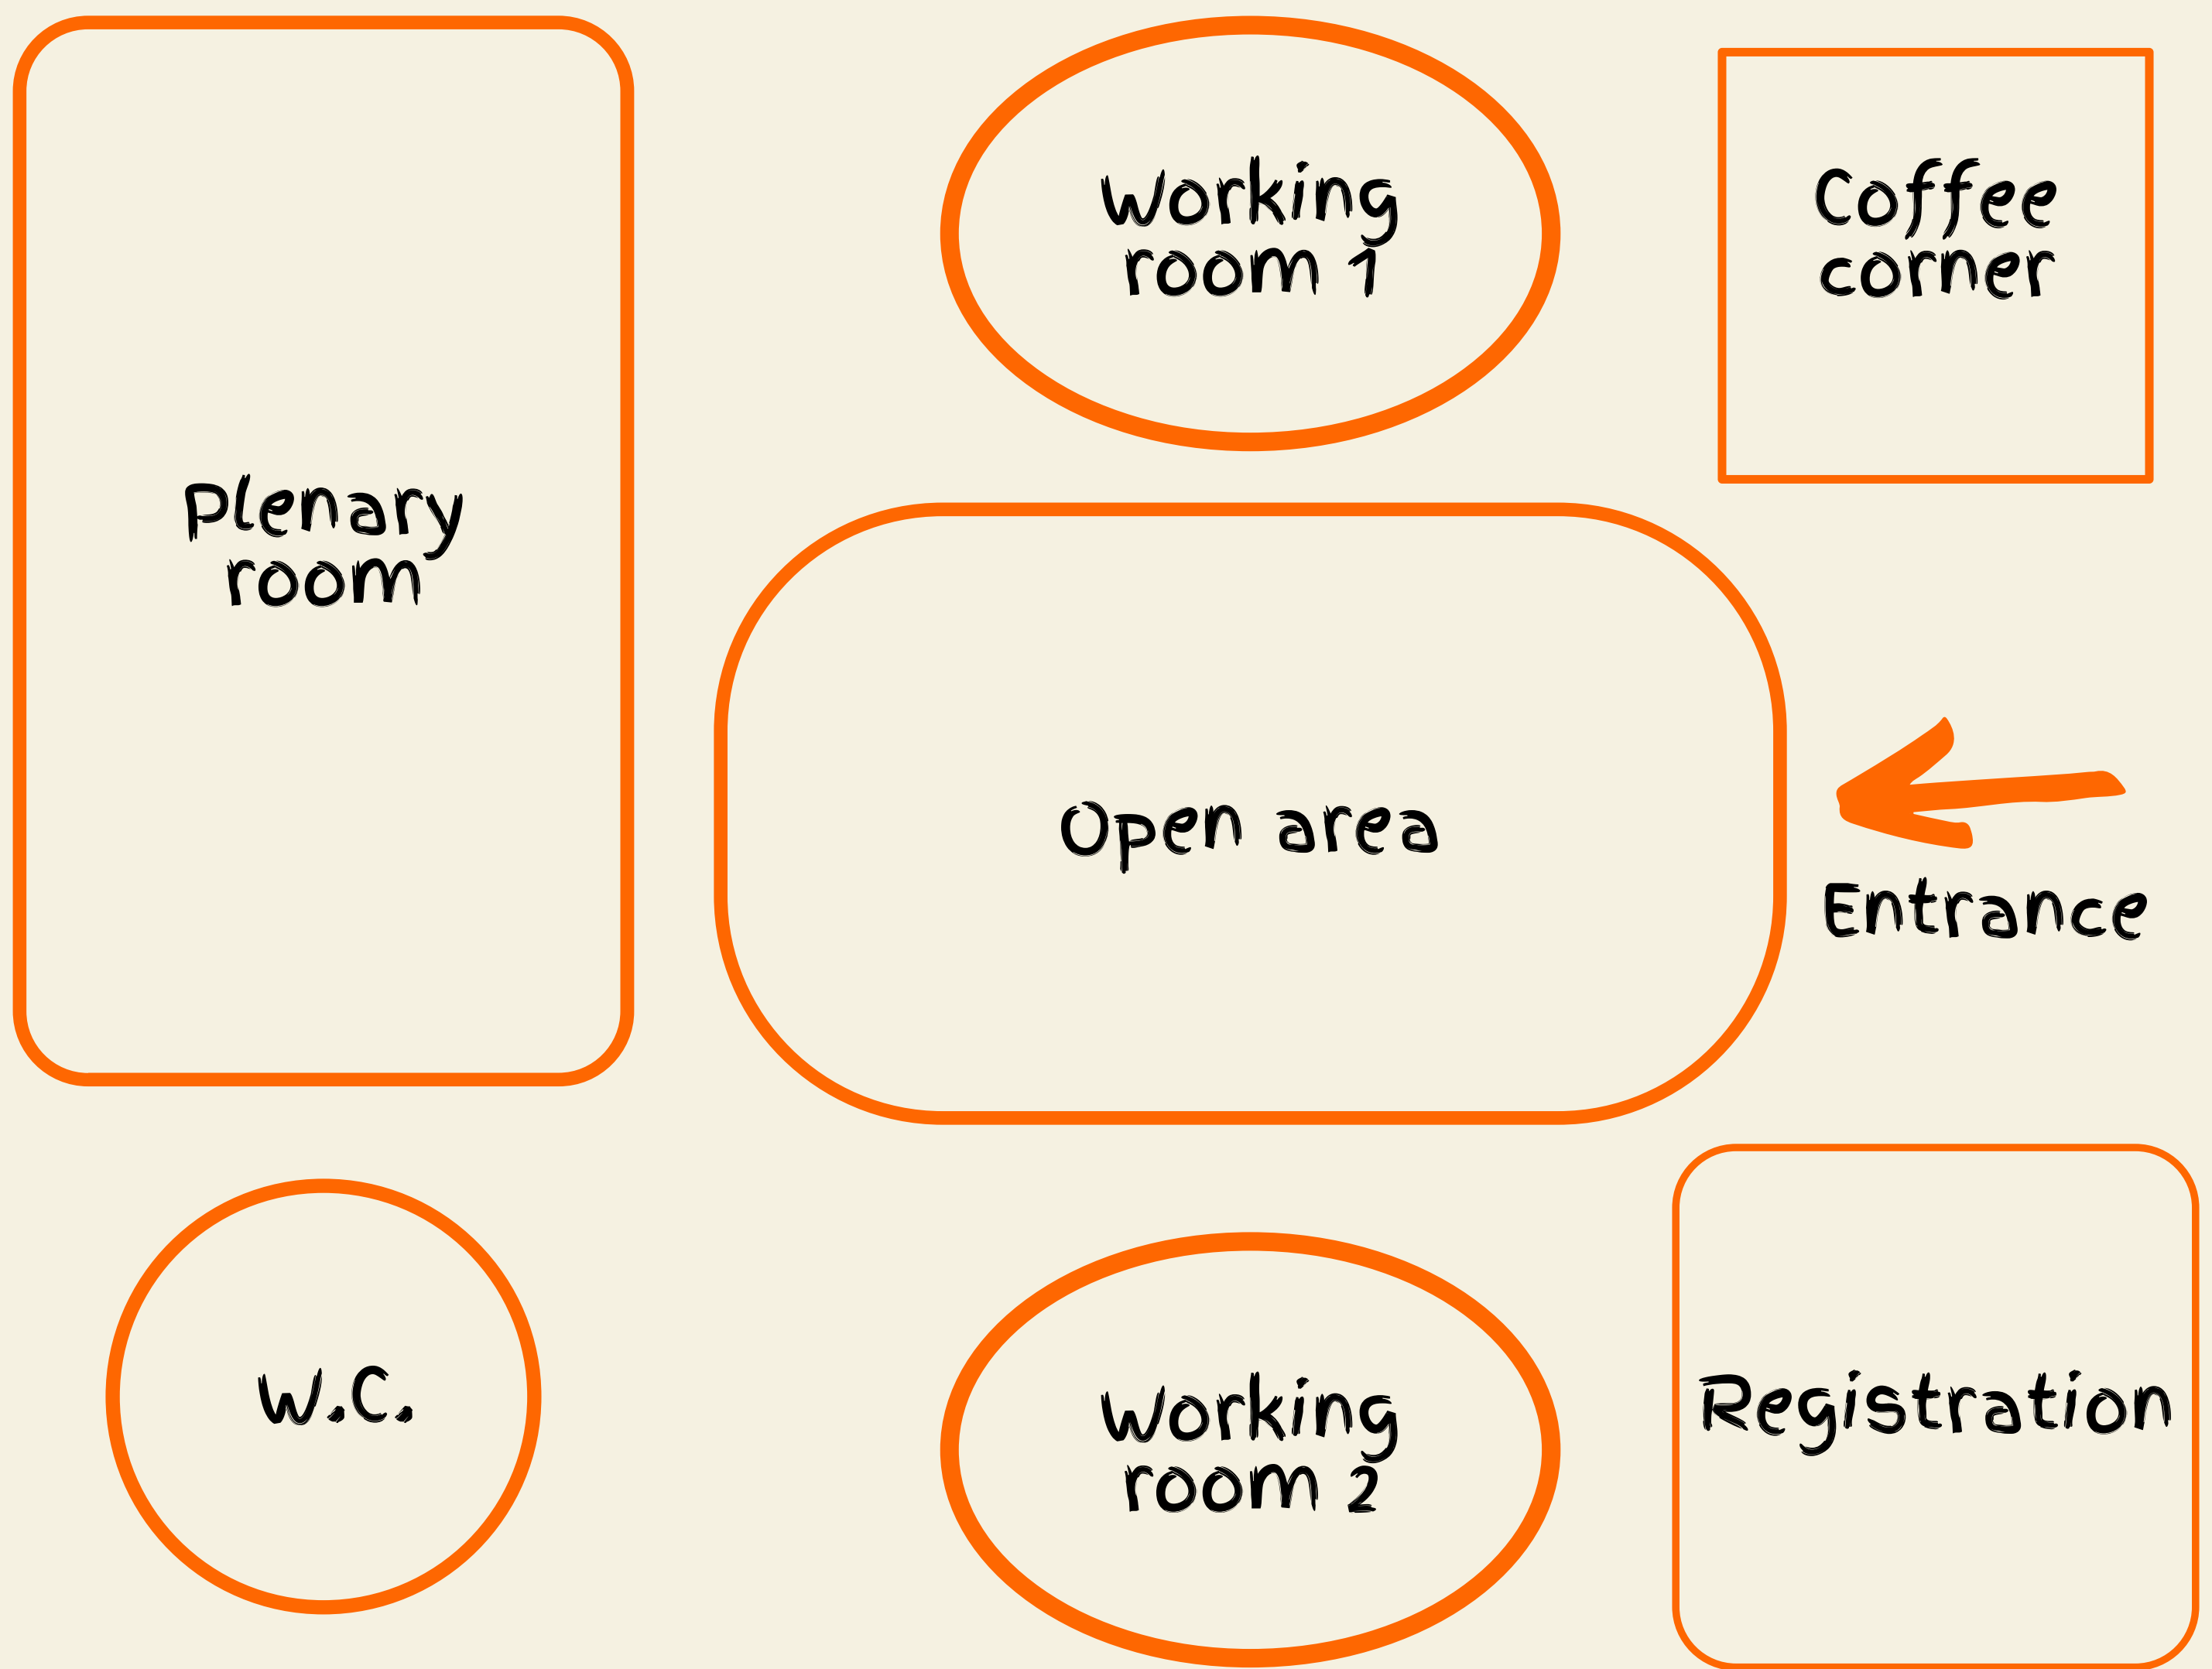 Plenary
room
Working
room 1
Coffee
corner
Open area
Entrance
W.C.
Working
room 2
Registration